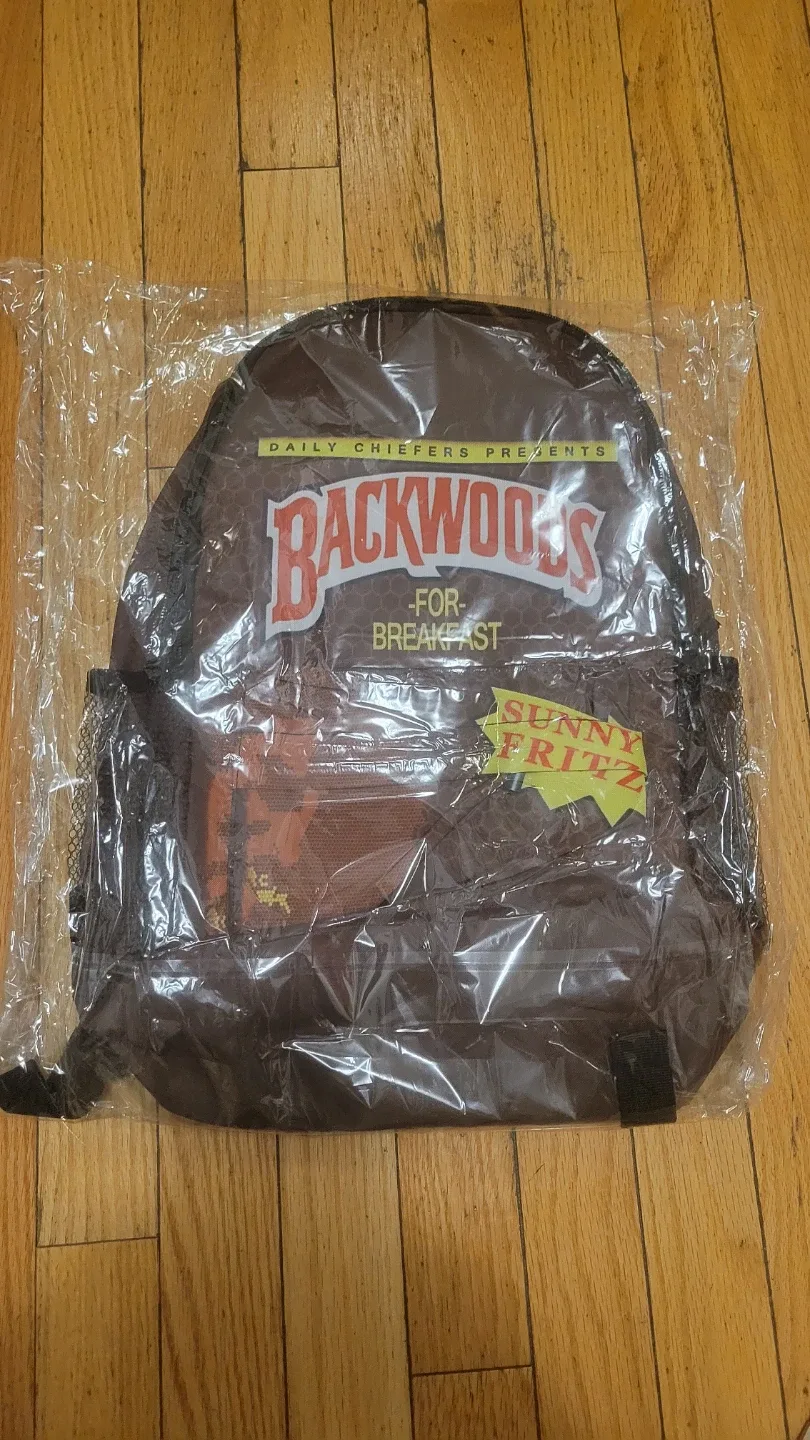 DAILY CHIEFERS PRESENTS
BACKWOODS
-FOR-
BREAKFAST
SUNNY
FRITZ